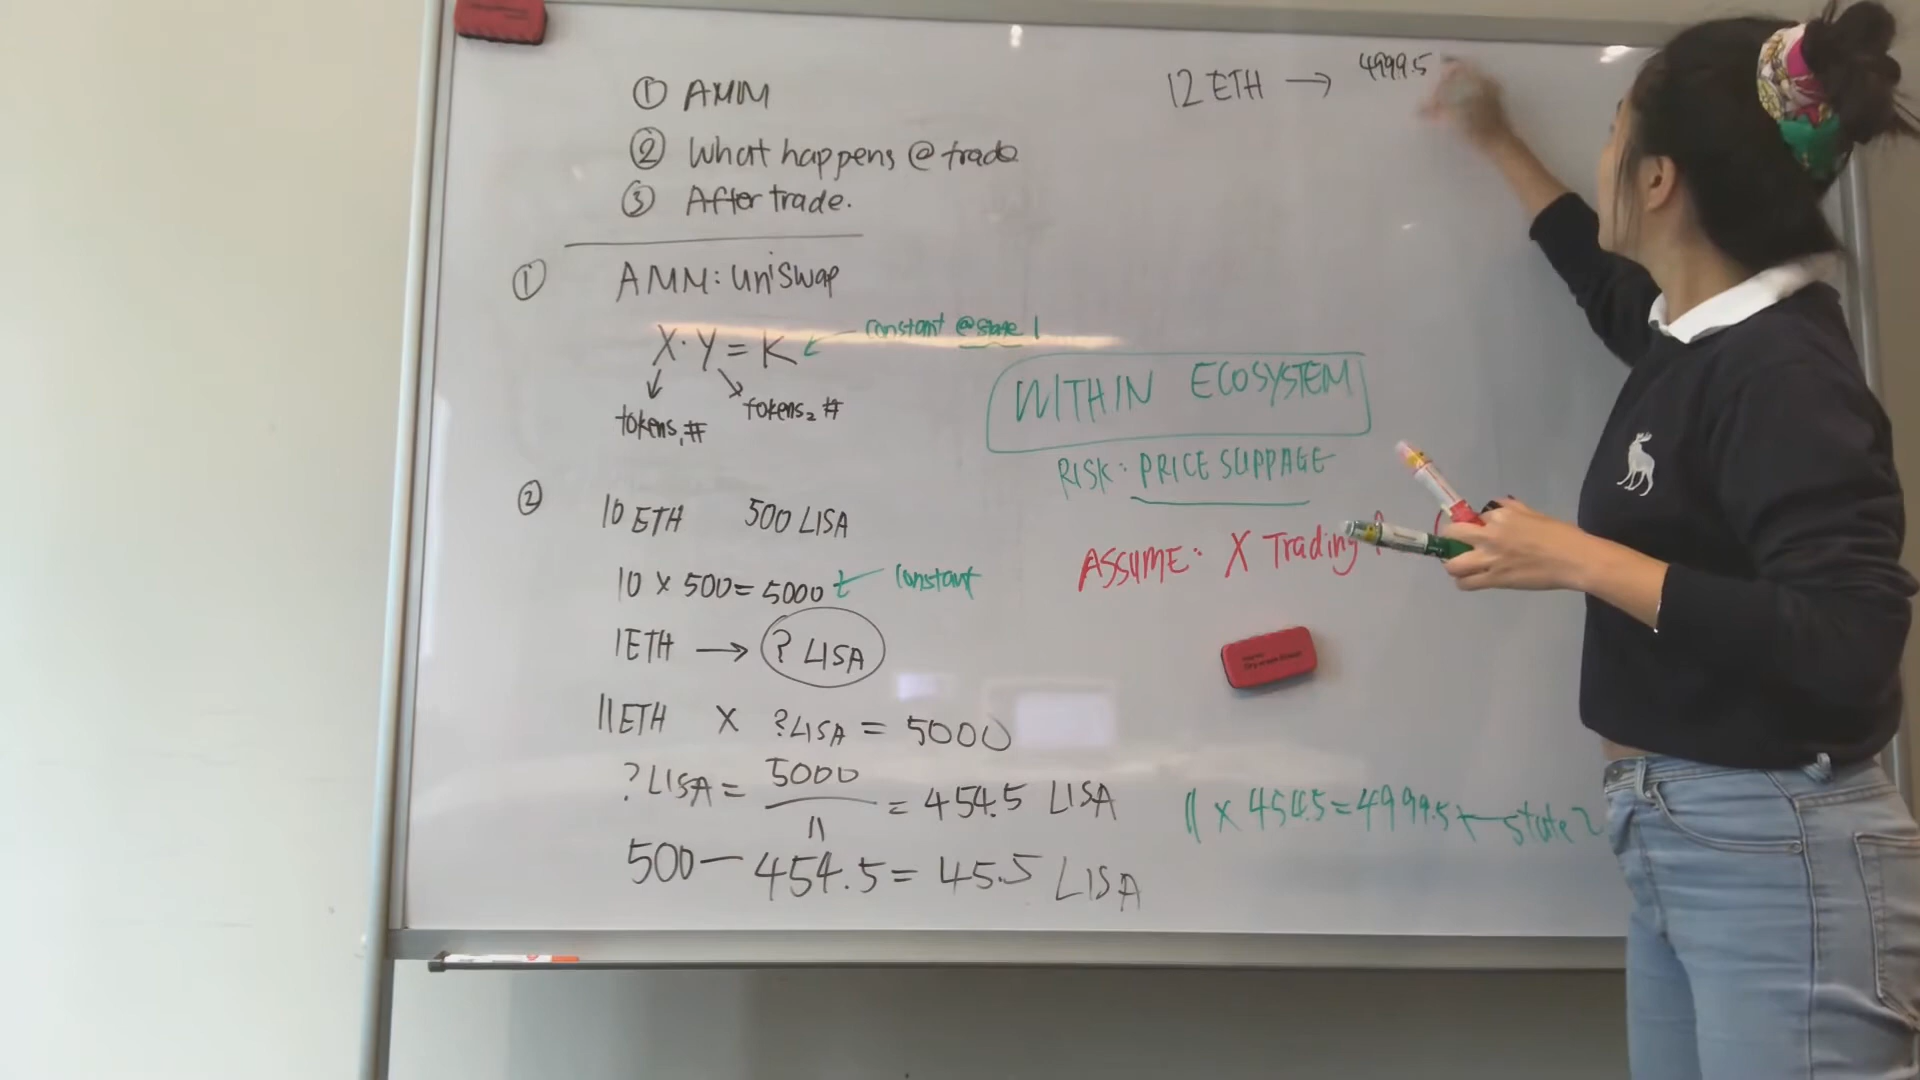 ① AMM
② What happens @ trade
③ After trade.
① AMM: UniSwap
X · Y = K ← constant @ state 1
tokens₁ # tokens₂ #
② 10 ETH 500 LISA
10 × 500 = 5000 ← constant
1 ETH → ? LISA
11 ETH X ? LISA = 5000
? LISA = 5000 / 11 = 454.5 LISA
500 — 454.5 = 45.5 LISA
12 ETH → 4999.5
WITHIN ECOSYSTEM
RISK: PRICE SLIPPAGE
ASSUME: X Trading
11 × 454.5 = 4999.5 ← state 2